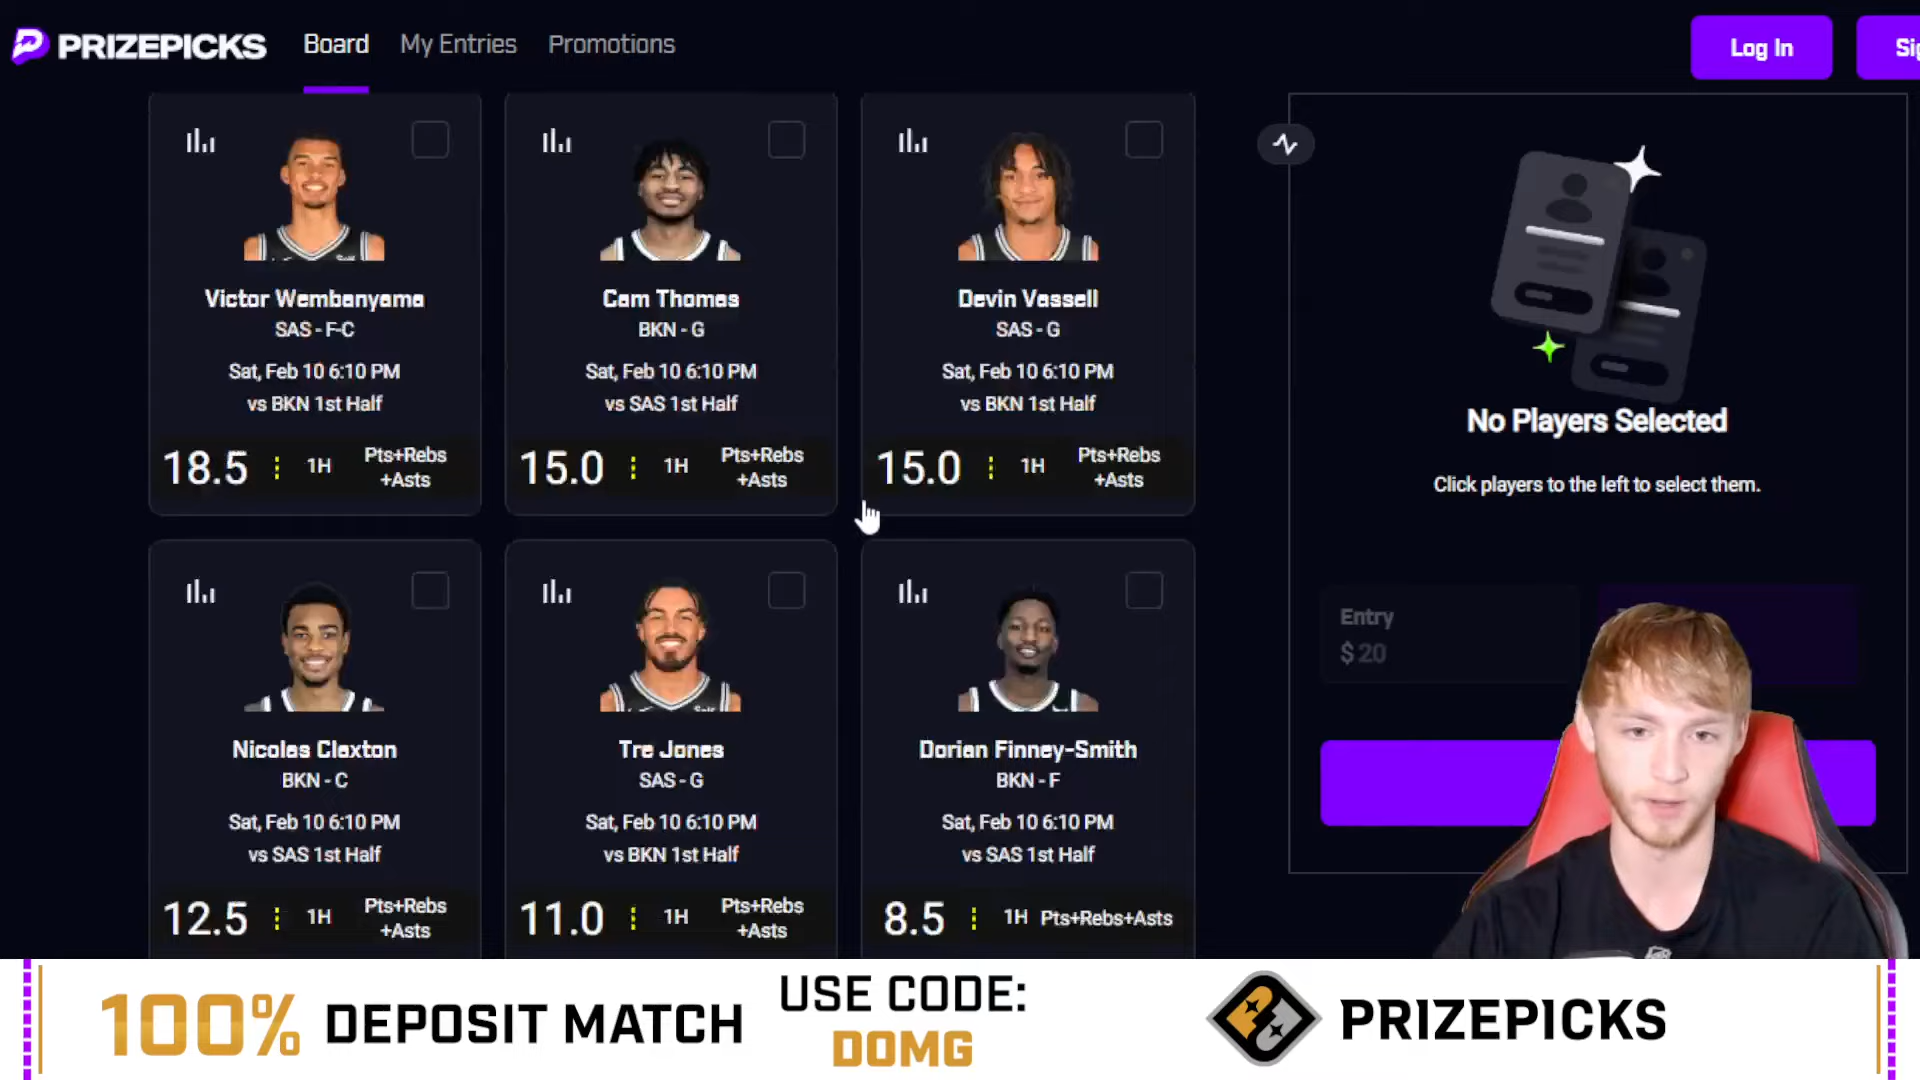 PRIZEPICKS
Board
My Entries
Promotions
Log In
Victor Wembanyama
SAS - F-C
Sat, Feb 10 6:10 PM
vs BKN 1st Half
18.5
1H
Pts+Rebs
+Asts
Cam Thomas
BKN - G
Sat, Feb 10 6:10 PM
vs SAS 1st Half
15.0
1H
Pts+Rebs
+Asts
Devin Vassell
SAS - G
Sat, Feb 10 6:10 PM
vs BKN 1st Half
15.0
1H
Pts+Rebs
+Asts
Nicolas Claxton
BKN - C
Sat, Feb 10 6:10 PM
vs SAS 1st Half
12.5
1H
Pts+Rebs
+Asts
Tre Jones
SAS - G
Sat, Feb 10 6:10 PM
vs BKN 1st Half
11.0
1H
Pts+Rebs
+Asts
Dorian Finney-Smith
BKN - F
Sat, Feb 10 6:10 PM
vs SAS 1st Half
8.5
1H
Pts+Rebs+Asts
No Players Selected
Click players to the left to select them.
Entry
$ 20
100% DEPOSIT MATCH
USE CODE:
DOMG
PRIZEPICKS